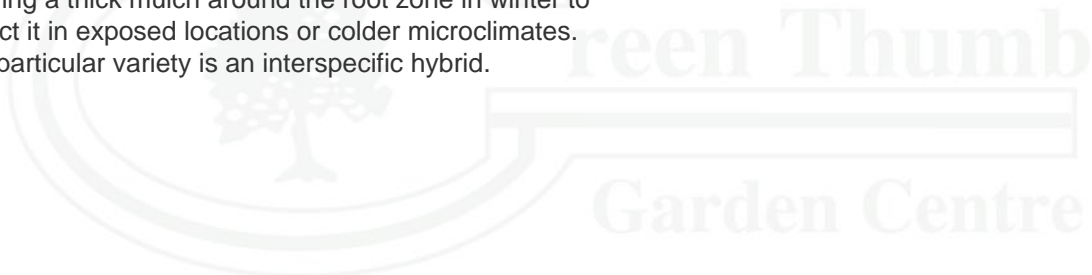 ing a thick mulch around the root zone in winter to
ct it in exposed locations or colder microclimates.
particular variety is an interspecific hybrid.
reen Thumb
Garden Centre